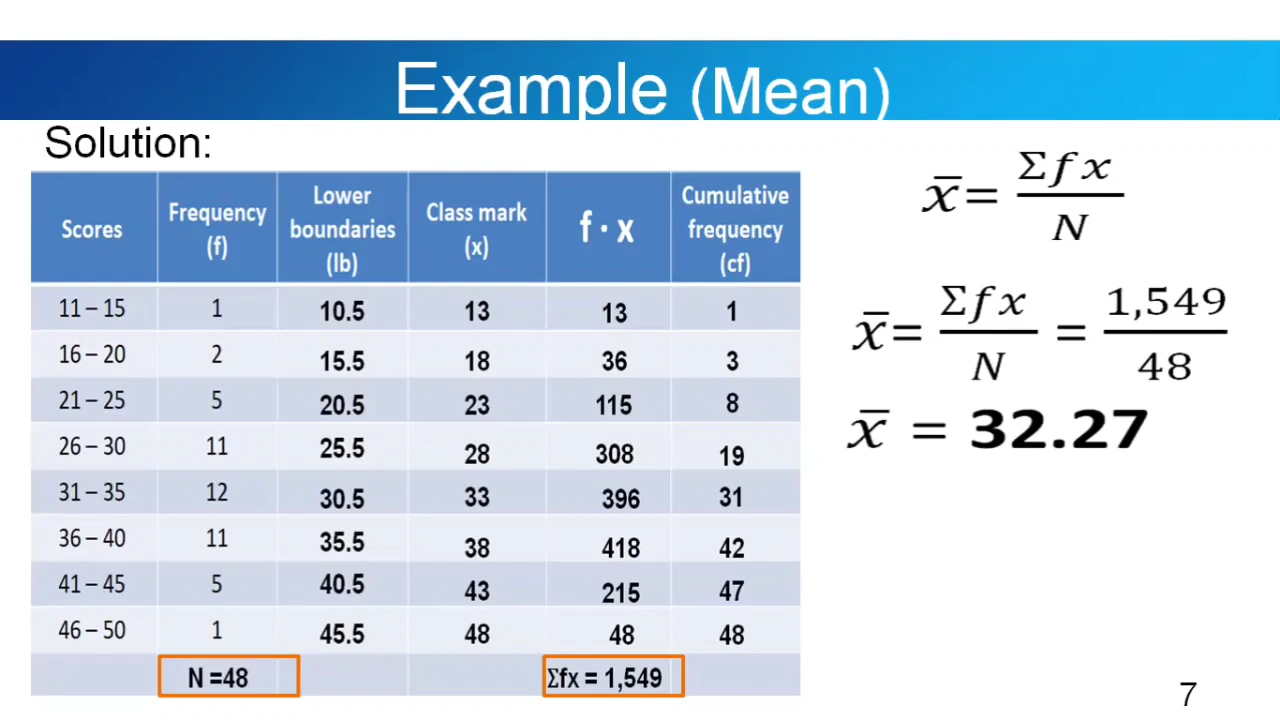 Example (Mean)
Solution:
Scores Frequency (f) Lower boundaries (lb) Class mark (x) f · x Cumulative frequency (cf)
11 – 15 1 10.5 13 13 1
16 – 20 2 15.5 18 36 3
21 – 25 5 20.5 23 115 8
26 – 30 11 25.5 28 308 19
31 – 35 12 30.5 33 396 31
36 – 40 11 35.5 38 418 42
41 – 45 5 40.5 43 215 47
46 – 50 1 45.5 48 48 48
N =48 Σfx = 1,549
x̅ = Σfx / N
x̅ = Σfx / N = 1,549 / 48
x̅ = 32.27
7